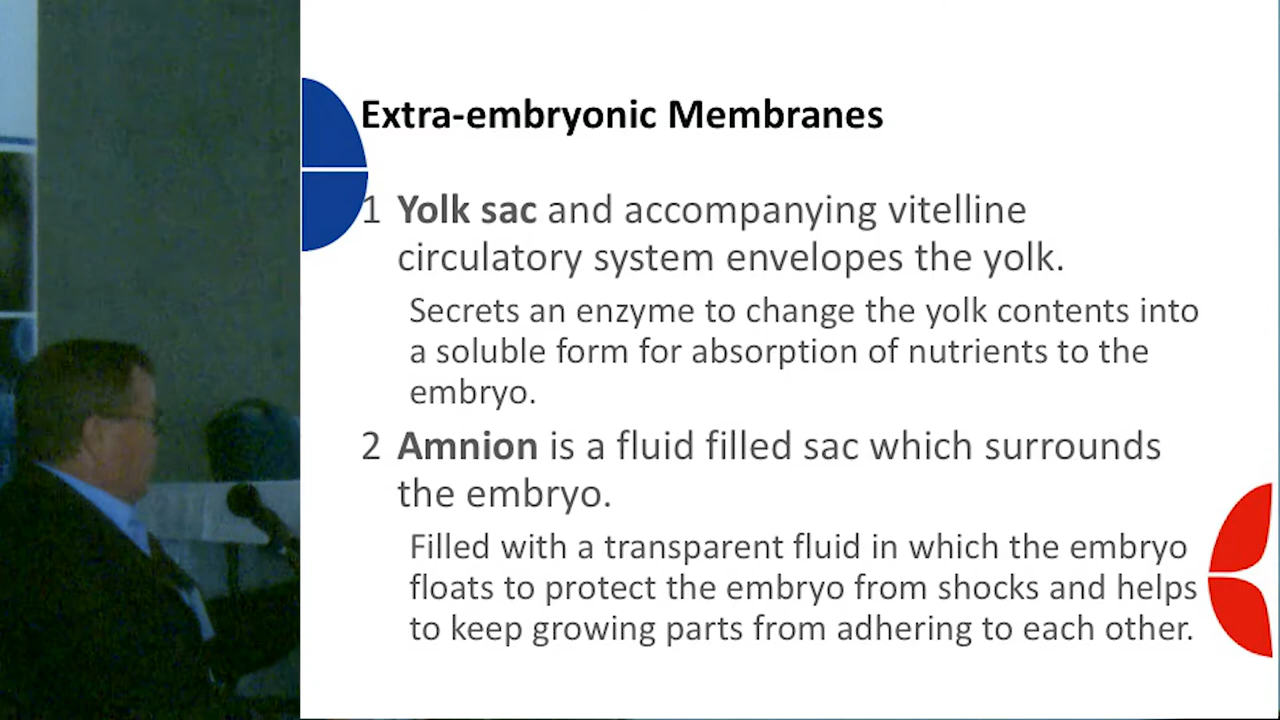 Extra-embryonic Membranes
1 Yolk sac and accompanying vitelline
circulatory system envelopes the yolk.
Secrets an enzyme to change the yolk contents into
a soluble form for absorption of nutrients to the
embryo.
2 Amnion is a fluid filled sac which surrounds
the embryo.
Filled with a transparent fluid in which the embryo
floats to protect the embryo from shocks and helps
to keep growing parts from adhering to each other.